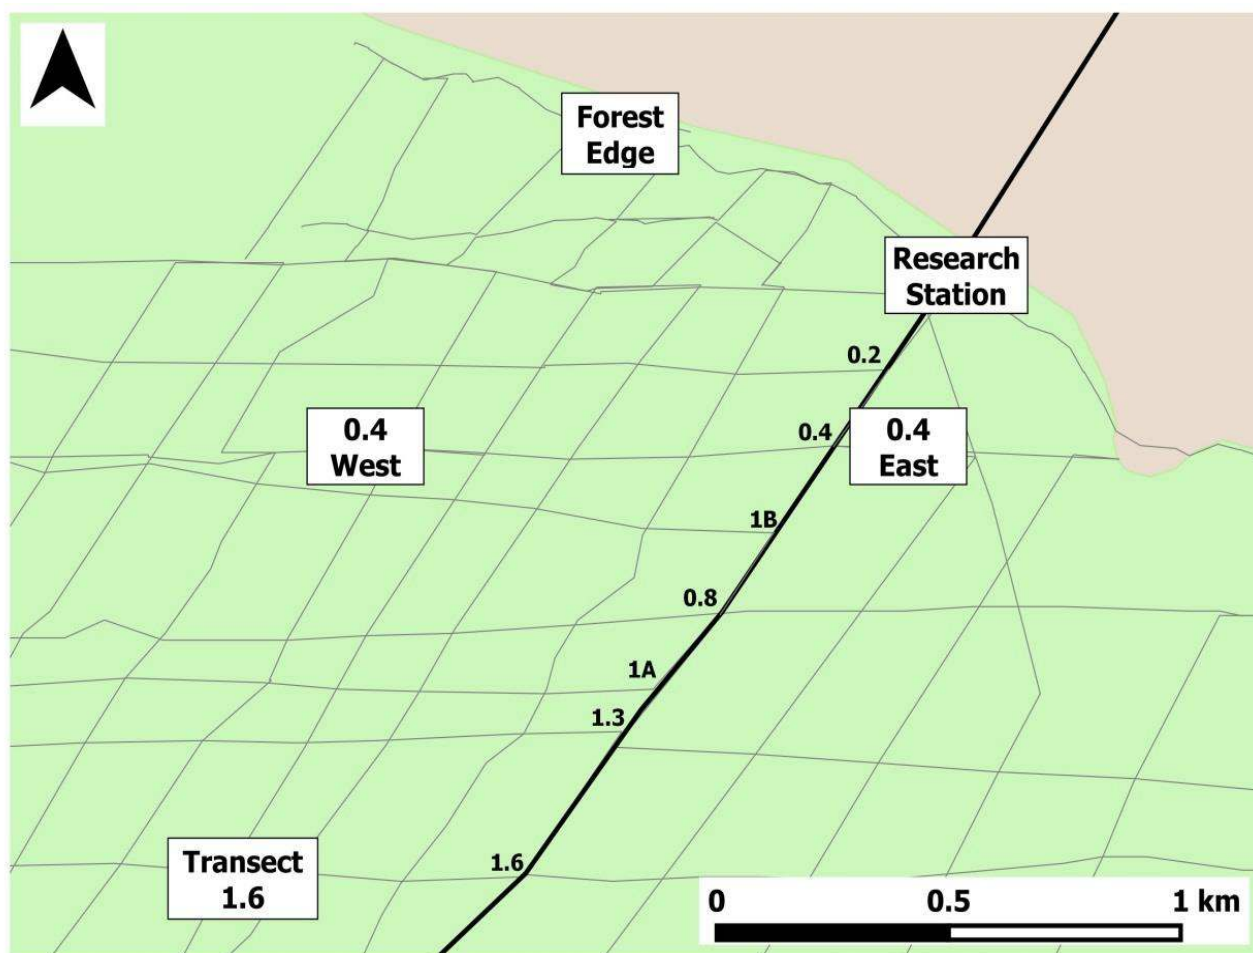 Forest
Edge
Research
Station
0.2
0.4
West
0.4
0.4
East
1B
0.8
1A
1.3
Transect
1.6
1.6
0 0.5 1 km